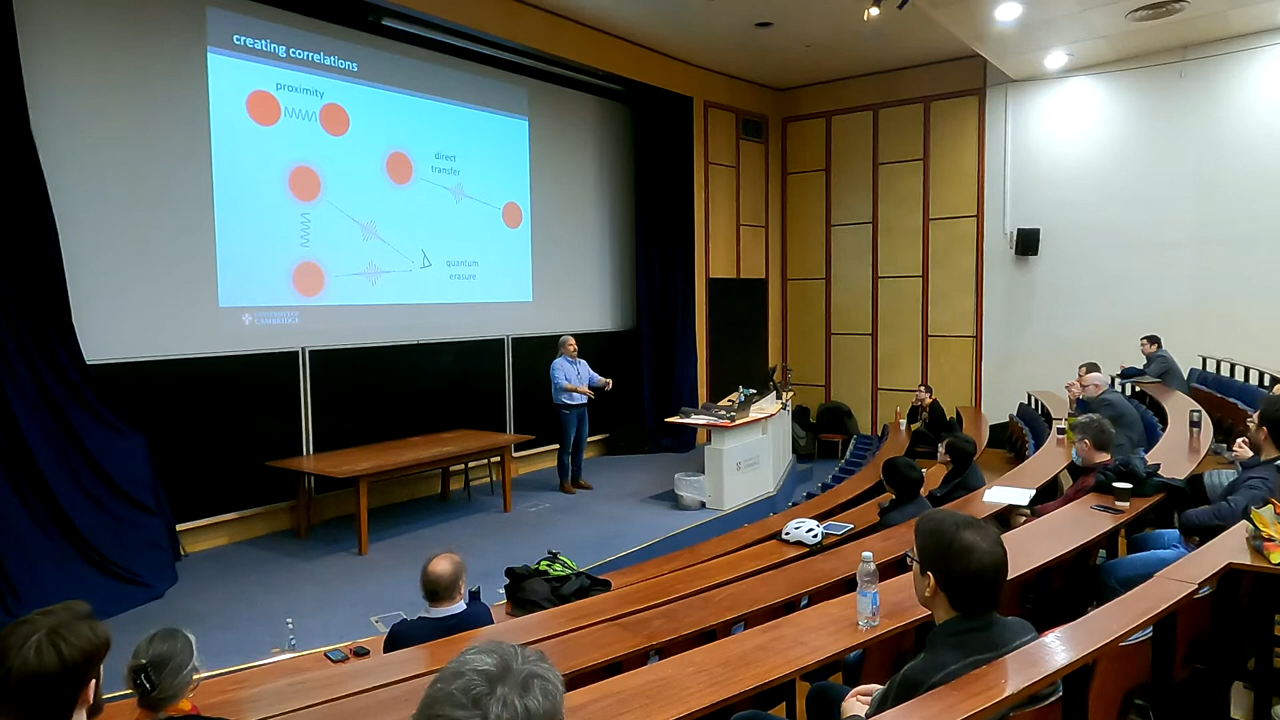 creating correlations
proximity
direct
transfer
quantum
erasure
UNIVERSITY OF
CAMBRIDGE